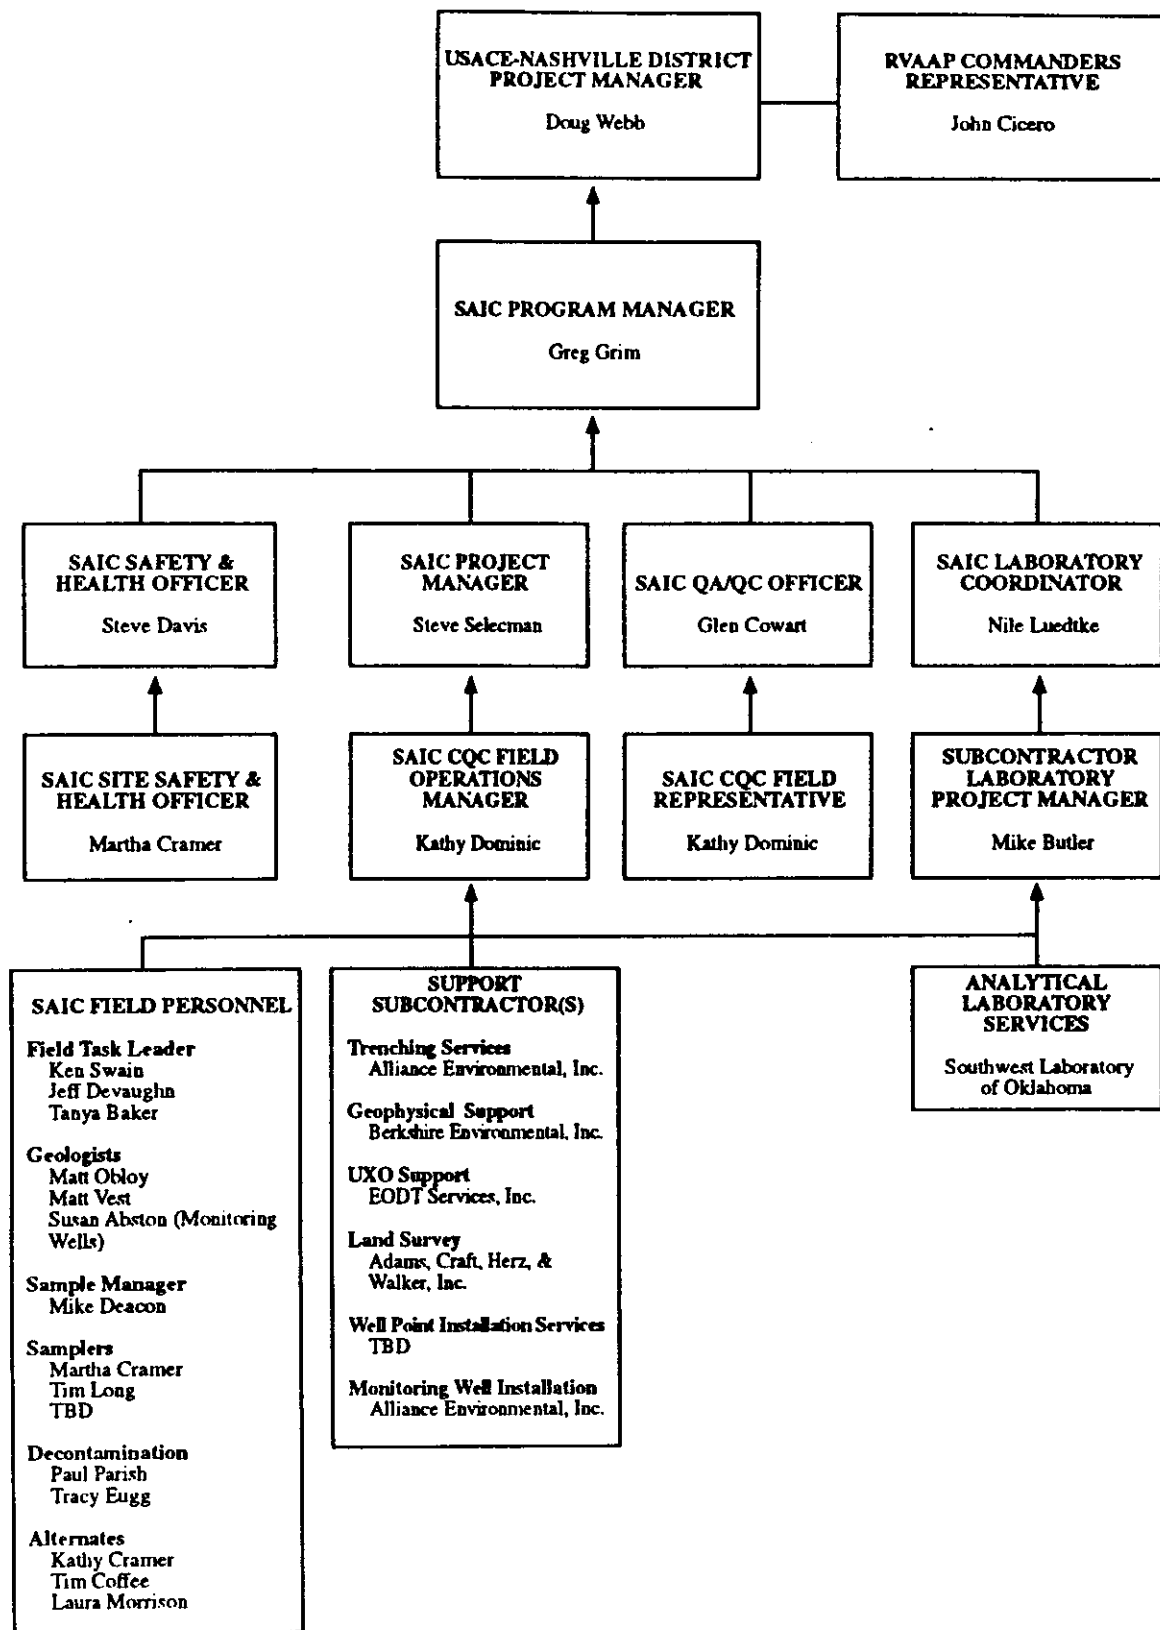 USACE-NASHVILLE DISTRICT
PROJECT MANAGER
Doug Webb
RVAAP COMMANDERS
REPRESENTATIVE
John Cicero
SAIC PROGRAM MANAGER
Greg Grim
SAIC SAFETY &
HEALTH OFFICER
Steve Davis
SAIC PROJECT
MANAGER
Steve Selecman
SAIC QA/QC OFFICER
Glen Cowart
SAIC LABORATORY
COORDINATOR
Nile Luedtke
SAIC SITE SAFETY &
HEALTH OFFICER
Martha Cramer
SAIC CQC FIELD
OPERATIONS
MANAGER
Kathy Dominic
SAIC CQC FIELD
REPRESENTATIVE
Kathy Dominic
SUBCONTRACTOR
LABORATORY
PROJECT MANAGER
Mike Butler
SAIC FIELD PERSONNEL
Field Task Leader
Ken Swain
Jeff Devaughn
Tanya Baker
Geologists
Matt Obloy
Matt Vest
Susan Abston (Monitoring
Wells)
Sample Manager
Mike Deacon
Samplers
Martha Cramer
Tim Long
TBD
Decontamination
Paul Parish
Tracy Eugg
Alternates
Kathy Cramer
Tim Coffee
Laura Morrison
SUPPORT
SUBCONTRACTOR(S)
Trenching Services
Alliance Environmental, Inc.
Geophysical Support
Berkshire Environmental, Inc.
UXO Support
EODT Services, Inc.
Land Survey
Adams, Craft, Herz, &
Walker, Inc.
Well Point Installation Services
TBD
Monitoring Well Installation
Alliance Environmental, Inc.
ANALYTICAL
LABORATORY
SERVICES
Southwest Laboratory
of Oklahoma